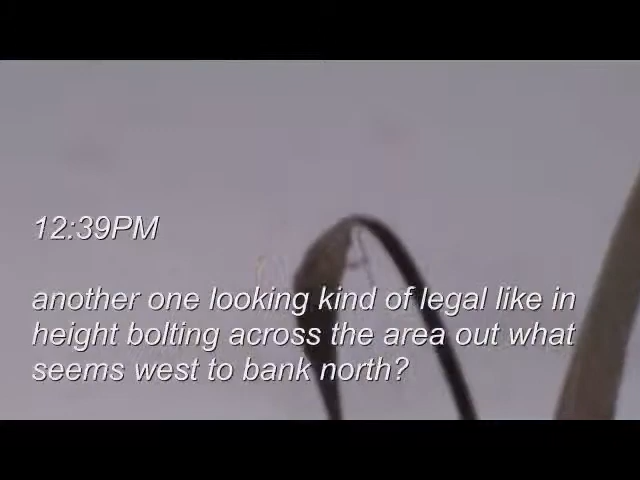 12:39PM
another one looking kind of legal like in
height bolting across the area out what
seems west to bank north?